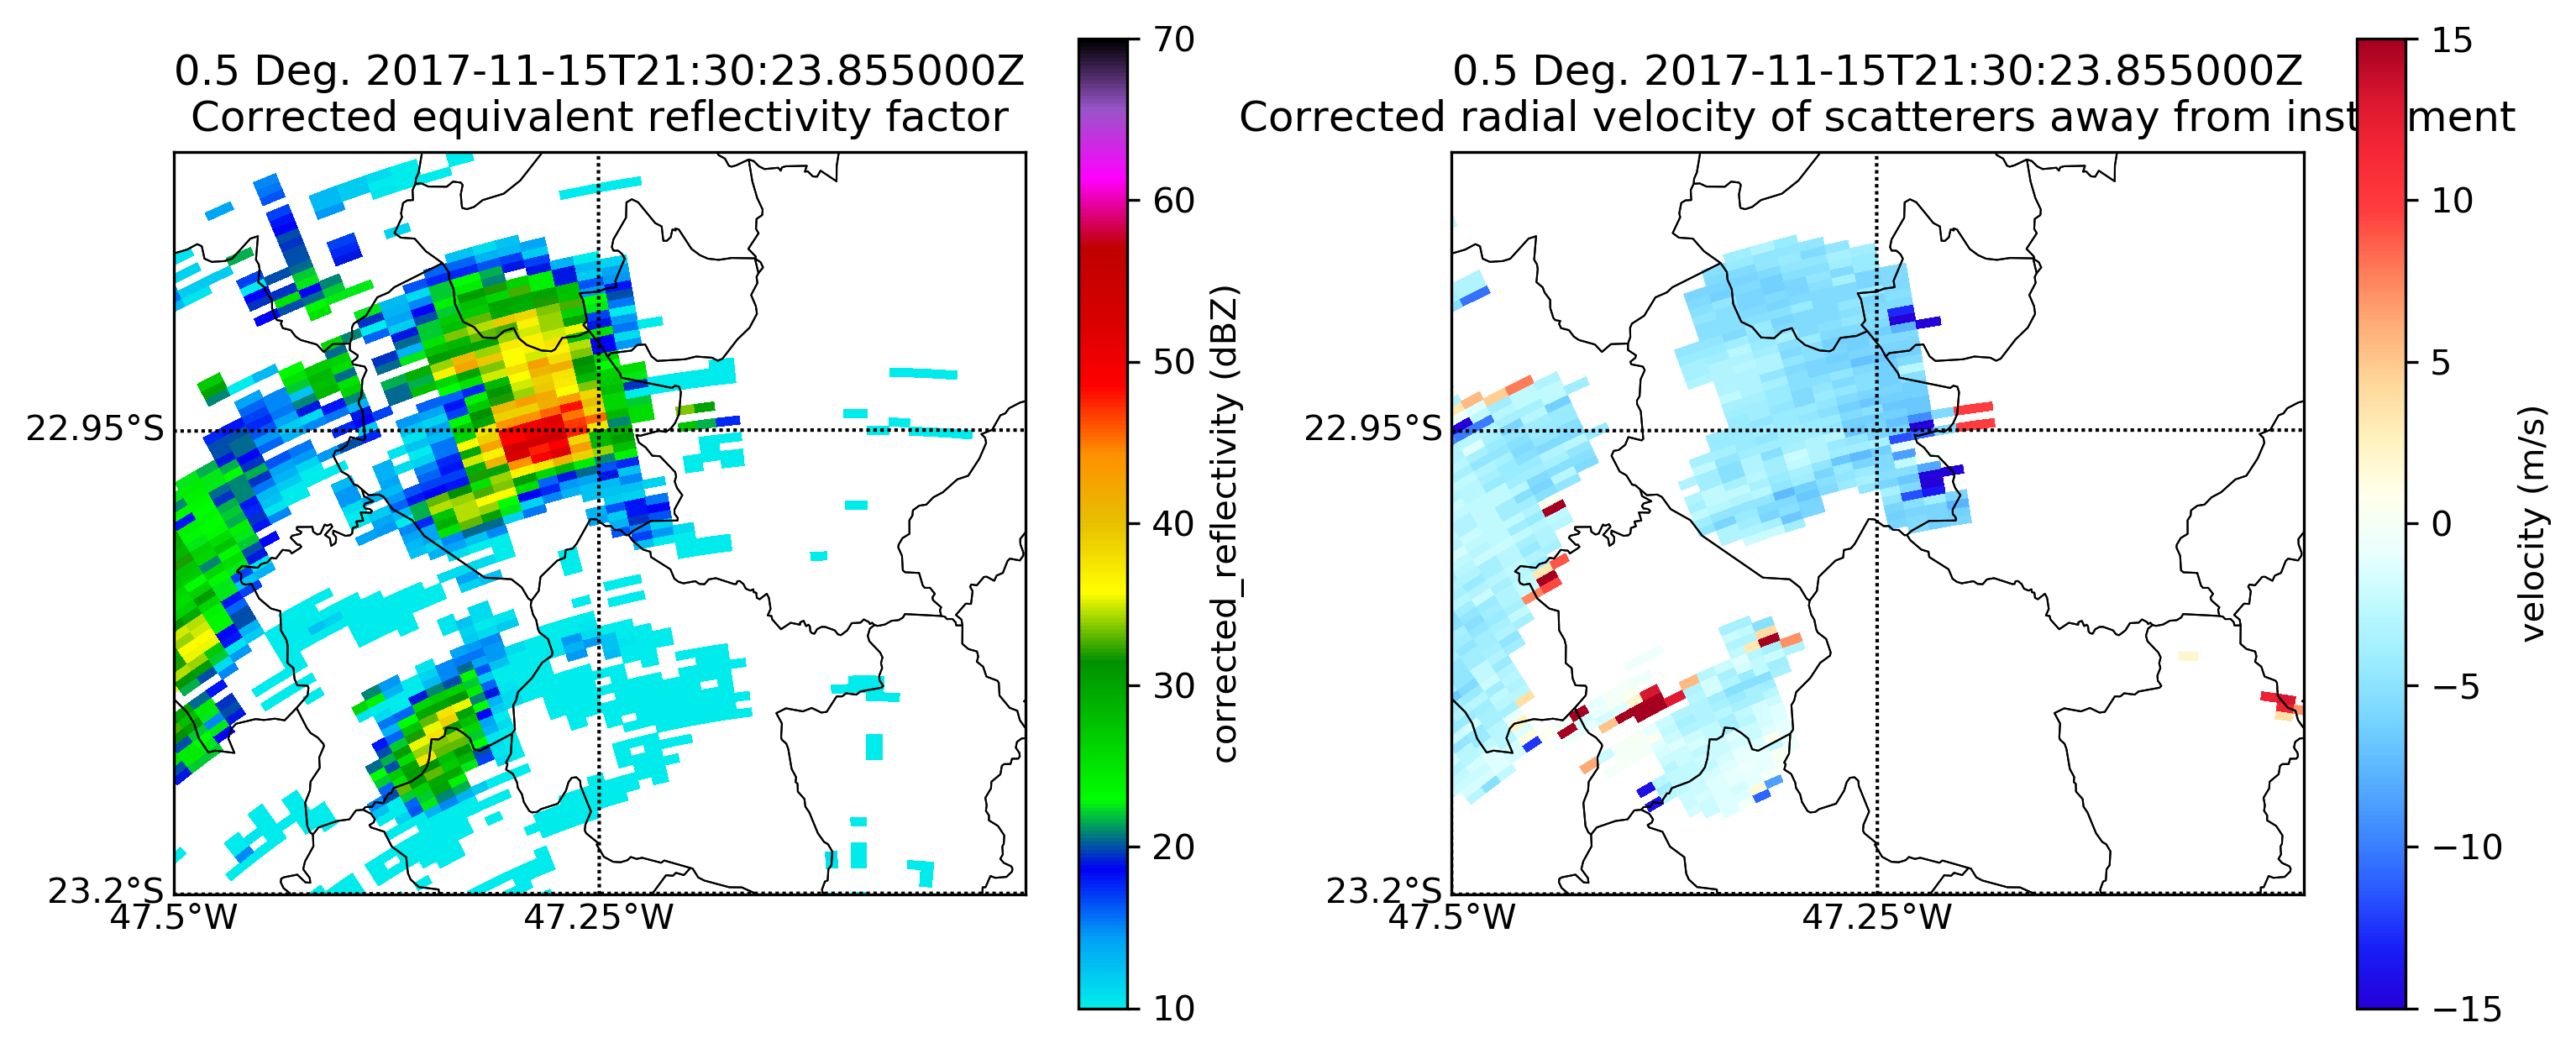 0.5 Deg. 2017-11-15T21:30:23.855000Z
Corrected equivalent reflectivity factor
22.95°S
23.2°S
47.5°W
47.25°W
70
60
50
40
30
20
10
corrected_reflectivity (dBZ)
0.5 Deg. 2017-11-15T21:30:23.855000Z
Corrected radial velocity of scatterers away from inst ment
22.95°S
23.2°S
47.5°W
47.25°W
15
10
5
0
−5
−10
−15
velocity (m/s)